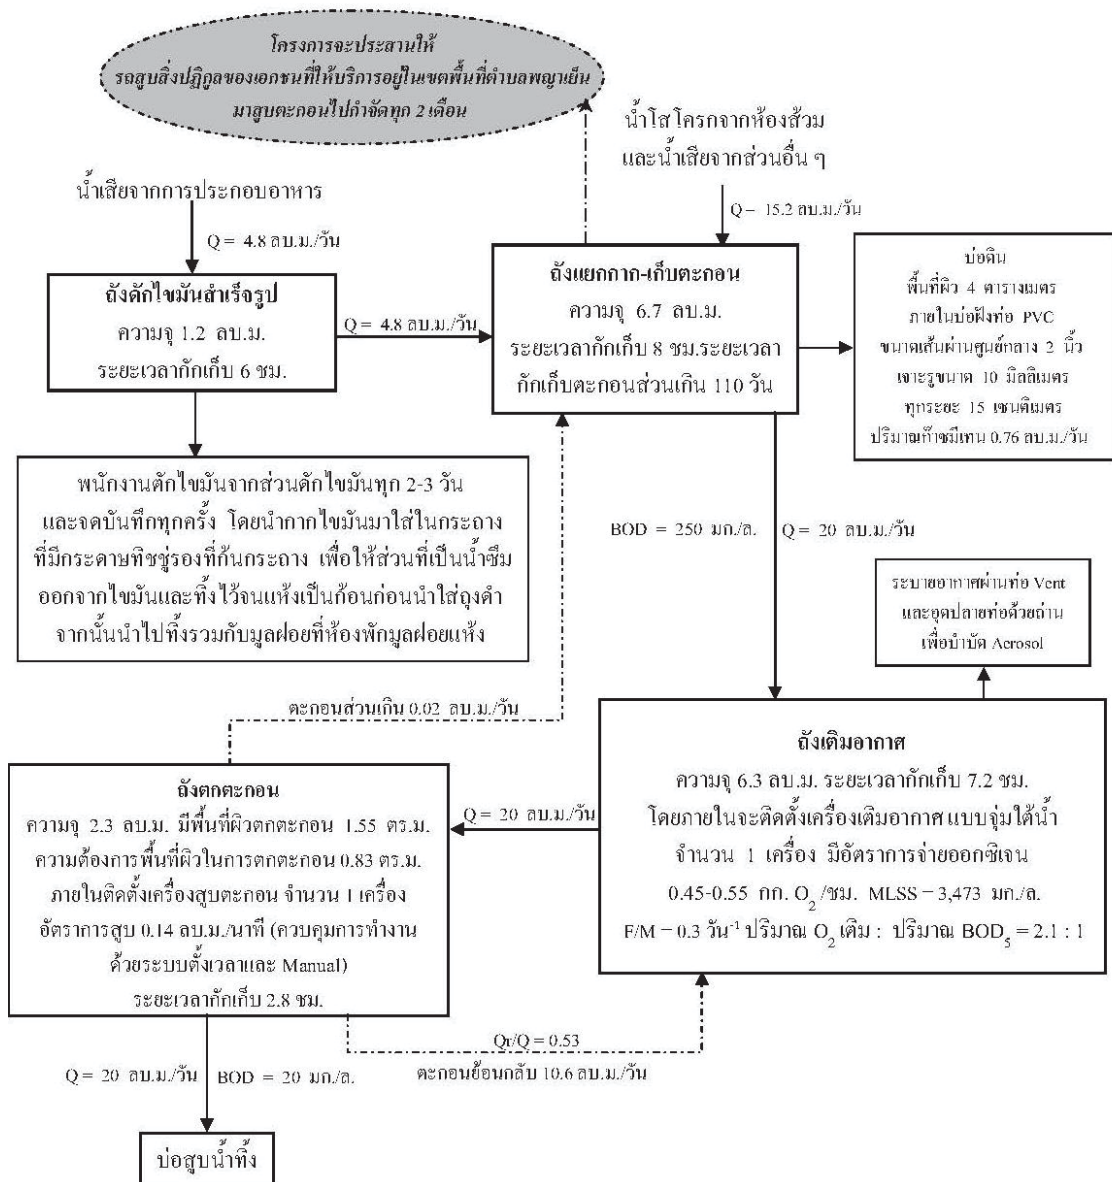 โครงการจะประสานให้
รถสูบสิ่งปฏิกูลของเอกชนที่ให้บริการอยู่ในเขตพื้นที่ตำบลพญาเย็น
มาสูบตะกอนไปกำจัดทุก 2 เดือน
น้ำโสโครกจากห้องส้วม
และน้ำเสียจากส่วนอื่น ๆ
น้ำเสียจากการประกอบอาหาร
Q = 4.8 ลบ.ม./วัน
Q – 15.2 ลบ.ม./วัน
ถังดักไขมันสำเร็จรูป
ความจุ 1.2 ลบ.ม.
ระยะเวลากักเก็บ 6 ชม.
Q = 4.8 ลบ.ม./วัน
ถังแยกกาก-เก็บตะกอน
ความจุ 6.7 ลบ.ม.
ระยะเวลากักเก็บ 8 ชม.ระยะเวลา
กักเก็บตะกอนส่วนเกิน 110 วัน
บ่อดิน
พื้นที่ผิว 4 ตารางเมตร
ภายในบ่อฝังท่อ PVC
ขนาดเส้นผ่านศูนย์กลาง 2 นิ้ว
เจาะรูขนาด 10 มิลลิเมตร
ทุกระยะ 15 เซนติเมตร
ปริมาณก๊าซมีเทน 0.76 ลบ.ม./วัน
พนักงานตักไขมันจากส่วนดักไขมันทุก 2-3 วัน
และจดบันทึกทุกครั้ง โดยนำกากไขมันมาใส่ในกระถาง
ที่มีกระดาษทิชชู่รองที่ก้นกระถาง เพื่อให้ส่วนที่เป็นน้ำซึม
ออกจากไขมันและทิ้งไว้จนแห้งเป็นก้อนก่อนนำใส่ถุงดำ
จากนั้นนำไปทิ้งรวมกับมูลฝอยที่ห้องพักมูลฝอยแห้ง
BOD = 250 มก./ล.
Q = 20 ลบ.ม./วัน
ระบายอากาศผ่านท่อ Vent
และอุดปลายท่อด้วยถ่าน
เพื่อบำบัด Aerosol
ตะกอนส่วนเกิน 0.02 ลบ.ม./วัน
ถังเติมอากาศ
ความจุ 6.3 ลบ.ม. ระยะเวลากักเก็บ 7.2 ชม.
โดยภายในจะติดตั้งเครื่องเติมอากาศแบบจุ่มใต้น้ำ
จำนวน 1 เครื่อง มีอัตราการจ่ายออกซิเจน
0.45-0.55 กก. O₂ /ชม. MLSS – 3,473 มก./ล.
F/M – 0.3 วัน⁻¹ ปริมาณ O₂ เติม : ปริมาณ BOD₅ = 2.1 : 1
Q = 20 ลบ.ม./วัน
ถังตกตะกอน
ความจุ 2.3 ลบ.ม. มีพื้นที่ผิวตกตะกอน 1.55 ตร.ม.
ความต้องการพื้นที่ผิวในการตกตะกอน 0.83 ตร.ม.
ภายในติดตั้งเครื่องสูบตะกอน จำนวน 1 เครื่อง
อัตราการสูบ 0.14 ลบ.ม./นาที (ควบคุมการทำงาน
ด้วยระบบตั้งเวลาและ Manual)
ระยะเวลากักเก็บ 2.8 ชม.
Qr/Q = 0.53
ตะกอนย้อนกลับ 10.6 ลบ.ม./วัน
Q = 20 ลบ.ม./วัน
BOD = 20 มก./ล.
บ่อสูบน้ำทิ้ง